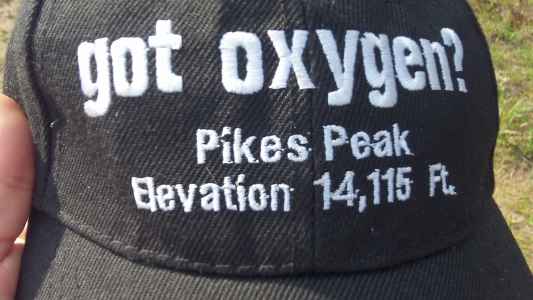 got oxygen?
Pikes Peak
Elevation 14,115 Ft.